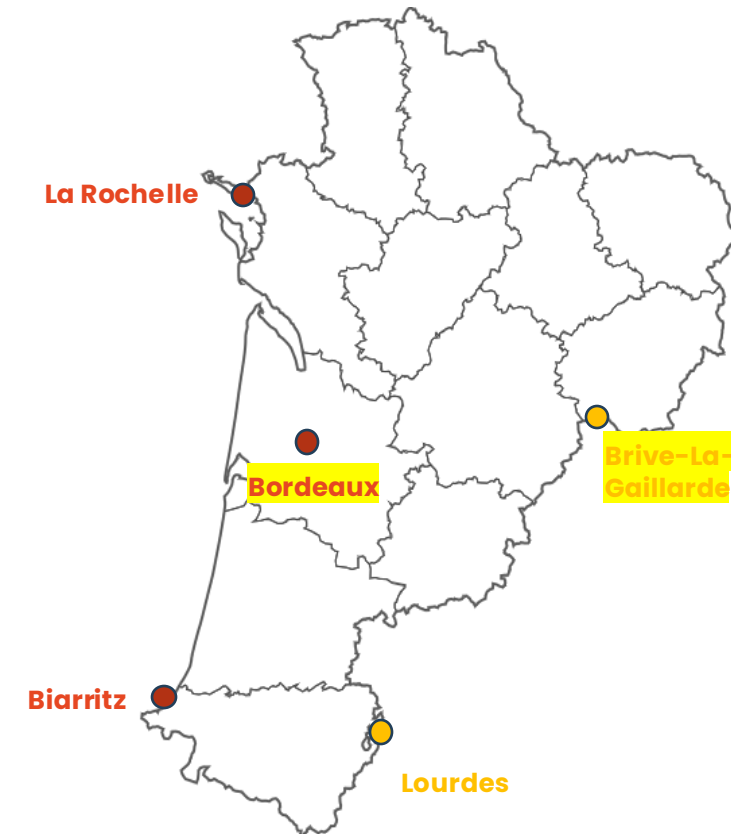 La Rochelle
Brive-La-
Gaillarde
Bordeaux
Biarritz
Lourdes